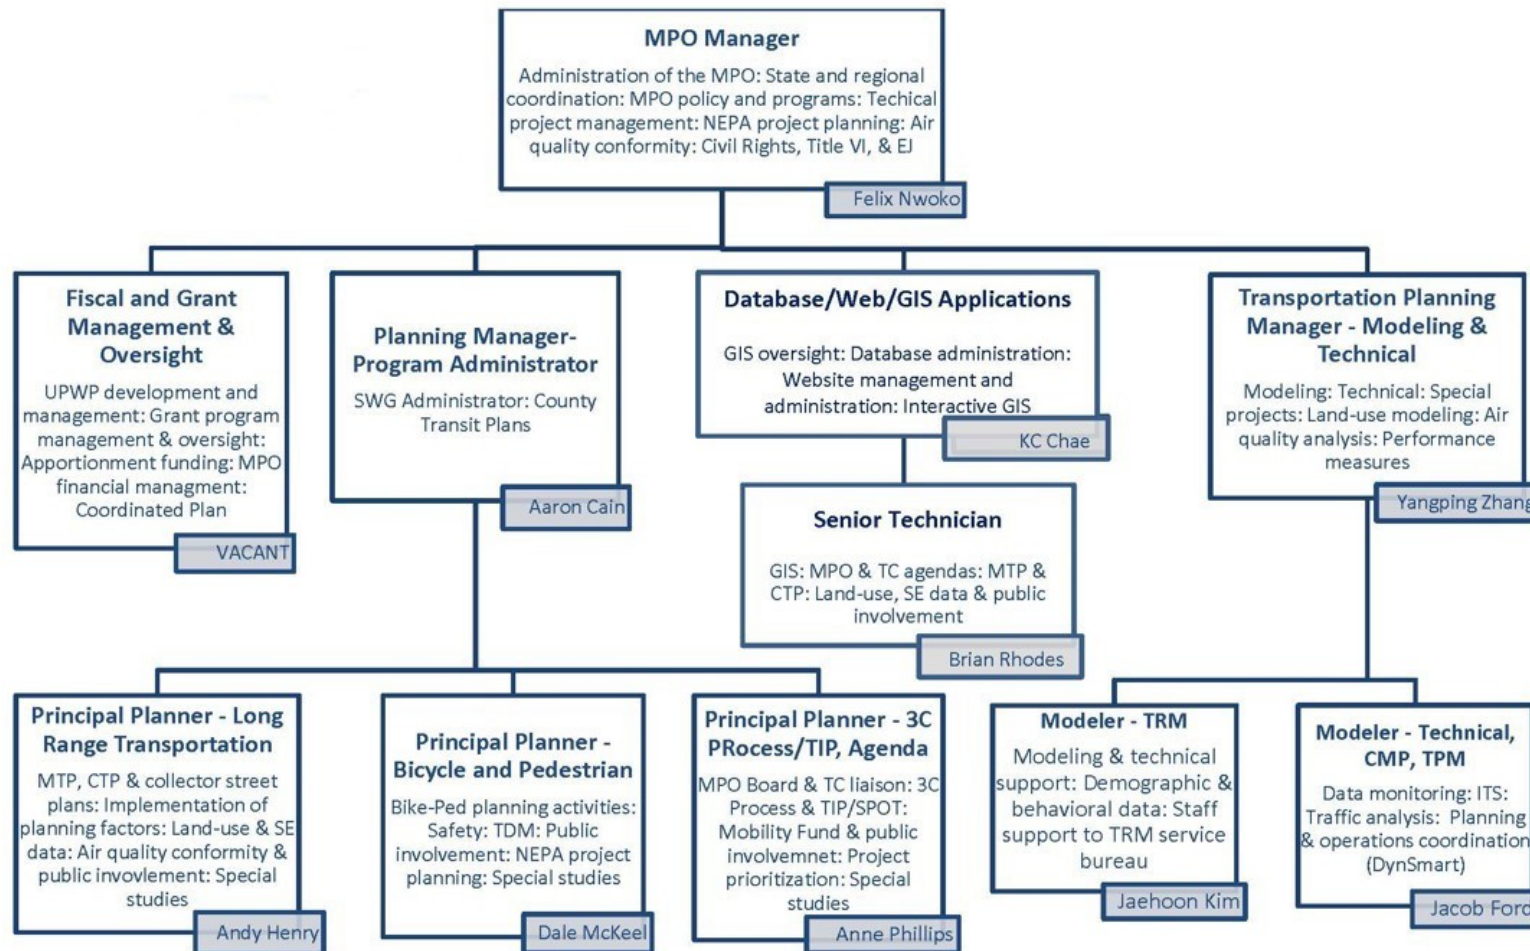 MPO Manager
Administration of the MPO: State and regional
coordination: MPO policy and programs: Techical
project management: NEPA project planning: Air
quality conformity: Civil Rights, Title VI, & EJ
Felix Nwoko
Fiscal and Grant
Management &
Oversight
UPWP development and
management: Grant program
management & oversight:
Apportionment funding: MPO
financial managment:
Coordinated Plan
VACANT
Planning Manager-
Program Administrator
SWG Administrator: County
Transit Plans
Aaron Cain
Database/Web/GIS Applications
GIS oversight: Database administration:
Website management and
administration: Interactive GIS
KC Chae
Transportation Planning
Manager - Modeling &
Technical
Modeling: Technical: Special
projects: Land-use modeling: Air
quality analysis: Performance
measures
Yangping Zhang
Senior Technician
GIS: MPO & TC agendas: MTP &
CTP: Land-use, SE data & public
involvement
Brian Rhodes
Principal Planner - Long
Range Transportation
MTP, CTP & collector street
plans: Implementation of
planning factors: Land-use & SE
data: Air quality conformity &
public invovlement: Special
studies
Andy Henry
Principal Planner -
Bicycle and Pedestrian
Bike-Ped planning activities:
Safety: TDM: Public
involvement: NEPA project
planning: Special studies
Dale McKeel
Principal Planner - 3C
PRocess/TIP, Agenda
MPO Board & TC liaison: 3C
Process & TIP/SPOT:
Mobility Fund & public
involvemnet: Project
prioritization: Special
studies
Anne Phillips
Modeler - TRM
Modeling & technical
support: Demographic &
behavioral data: Staff
support to TRM service
bureau
Jaehoon Kim
Modeler - Technical,
CMP, TPM
Data monitoring: ITS:
Traffic analysis: Planning
& operations coordination
(DynSmart)
Jacob Ford